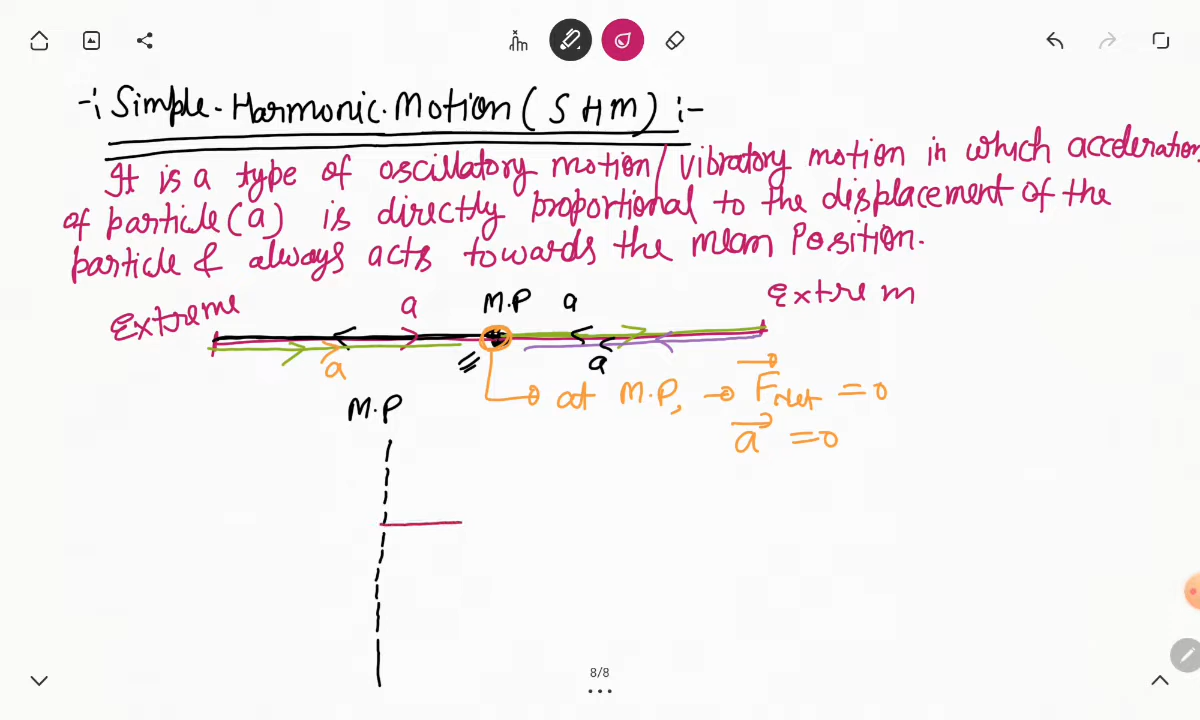 -: Simple-Harmonic.Motion (SHM) :-
It is a type of oscillatory motion/vibratory motion in which acceleration
of particle (a) is directly proportional to the displacement of the
particle & always acts towards the mean Position.
Extreme a M.P a Extrem
a a
at M.P, → F Net = 0
M.P
a = 0
8/8